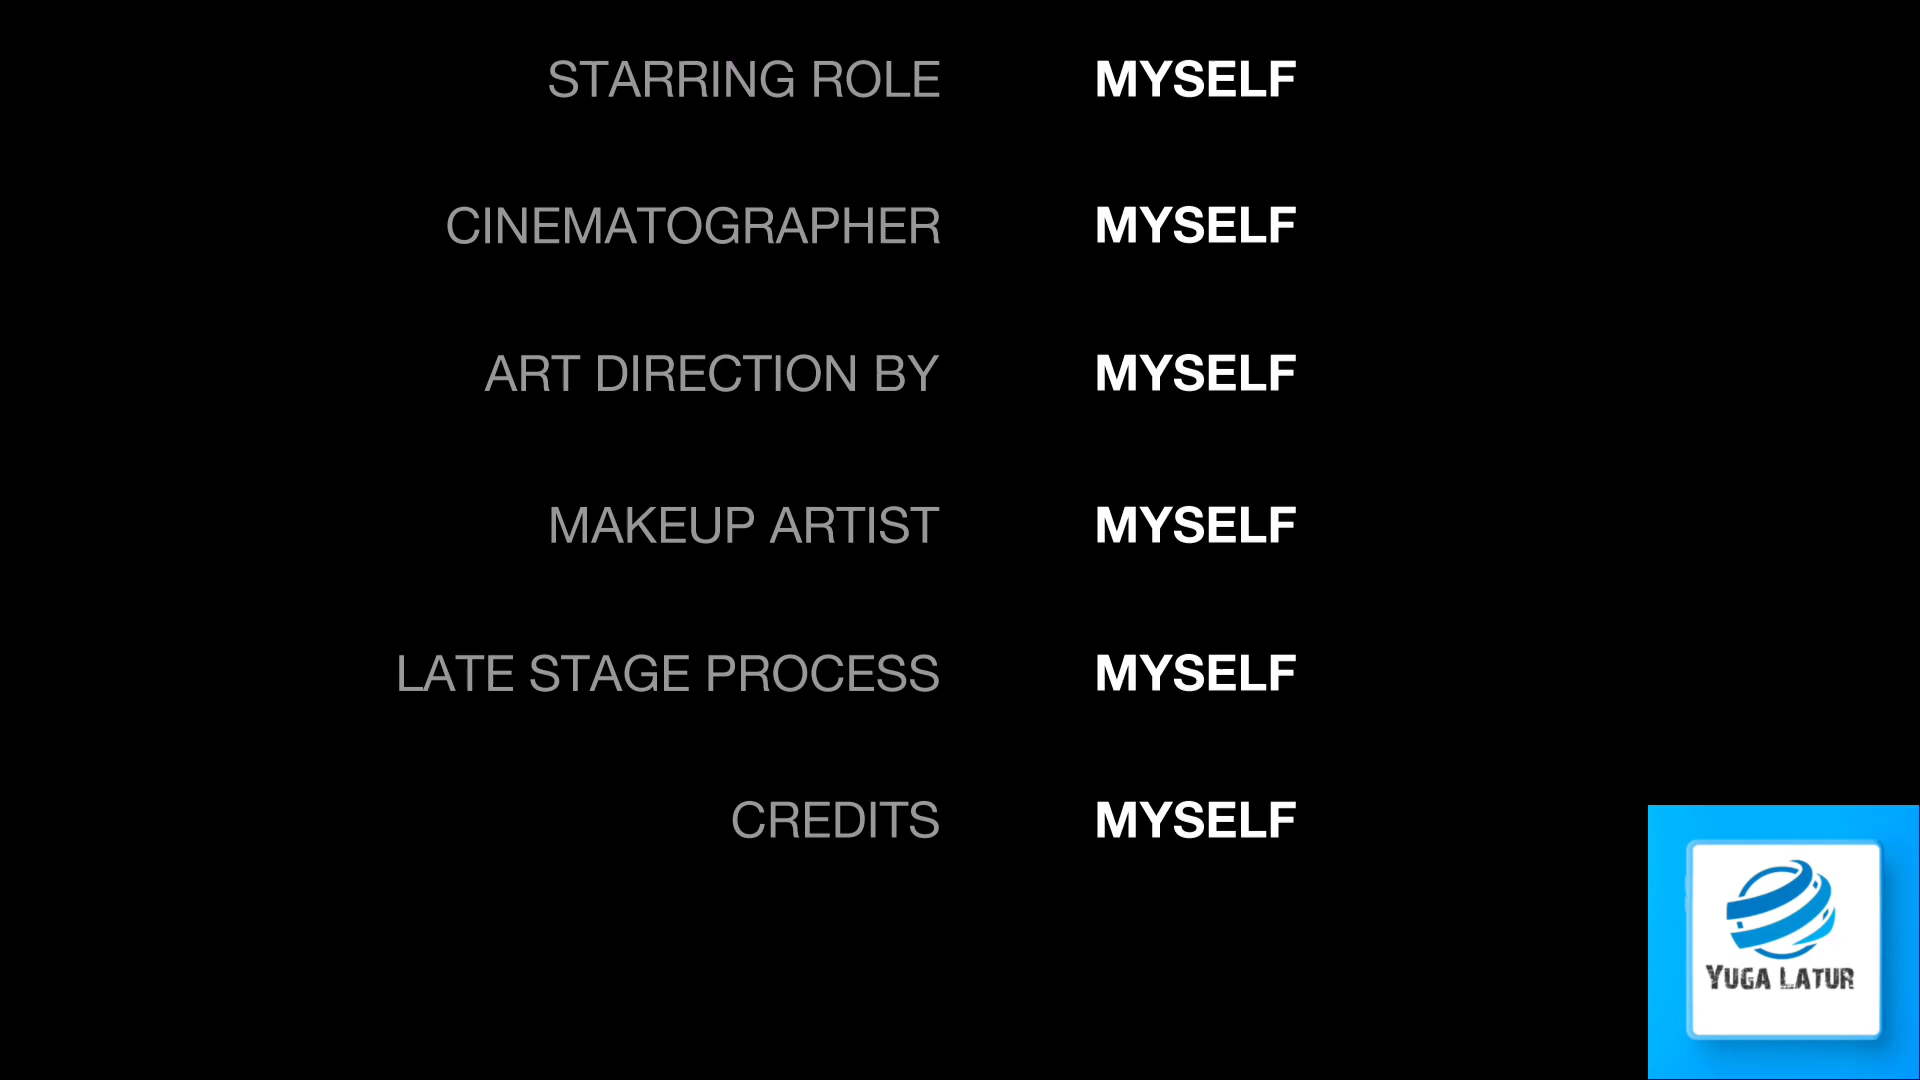 STARRING ROLE MYSELF
CINEMATOGRAPHER MYSELF
ART DIRECTION BY MYSELF
MAKEUP ARTIST MYSELF
LATE STAGE PROCESS MYSELF
CREDITS MYSELF
YUGA LATUR